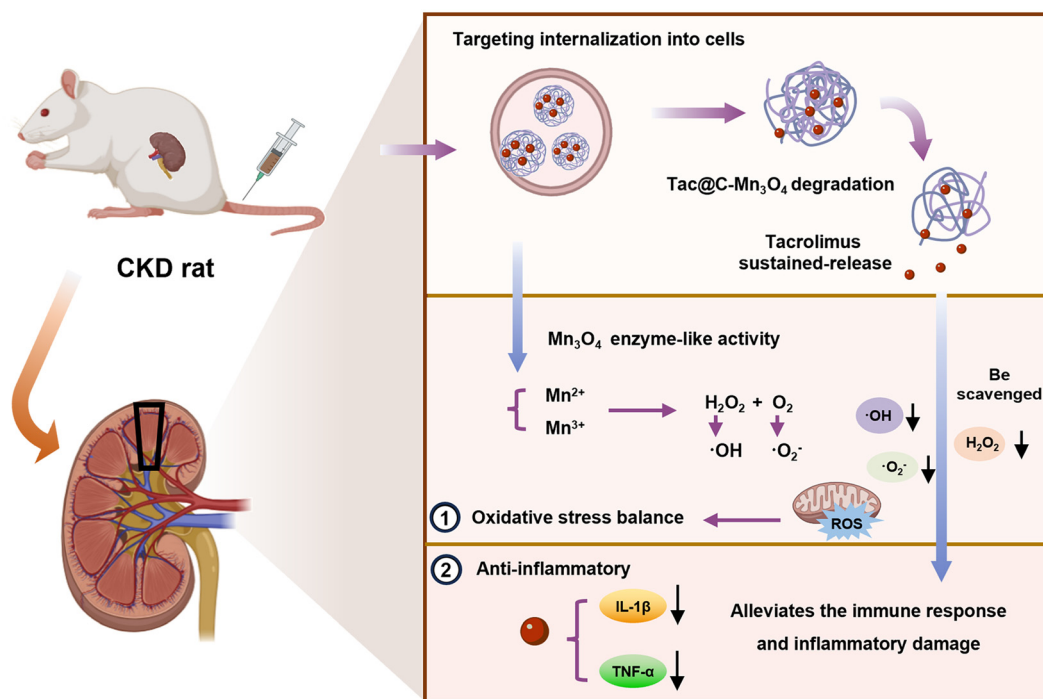 Targeting internalization into cells
CKD rat
Tac@C-Mn₃O₄ degradation
Tacrolimus
sustained-release
Mn₃O₄ enzyme-like activity
Mn²⁺
Mn³⁺
H₂O₂ + O₂
·OH ·O₂⁻
·OH
·O₂⁻
Be
scavenged
H₂O₂
ROS
1 Oxidative stress balance
2 Anti-inflammatory
IL-1β
TNF-α
Alleviates the immune response
and inflammatory damage